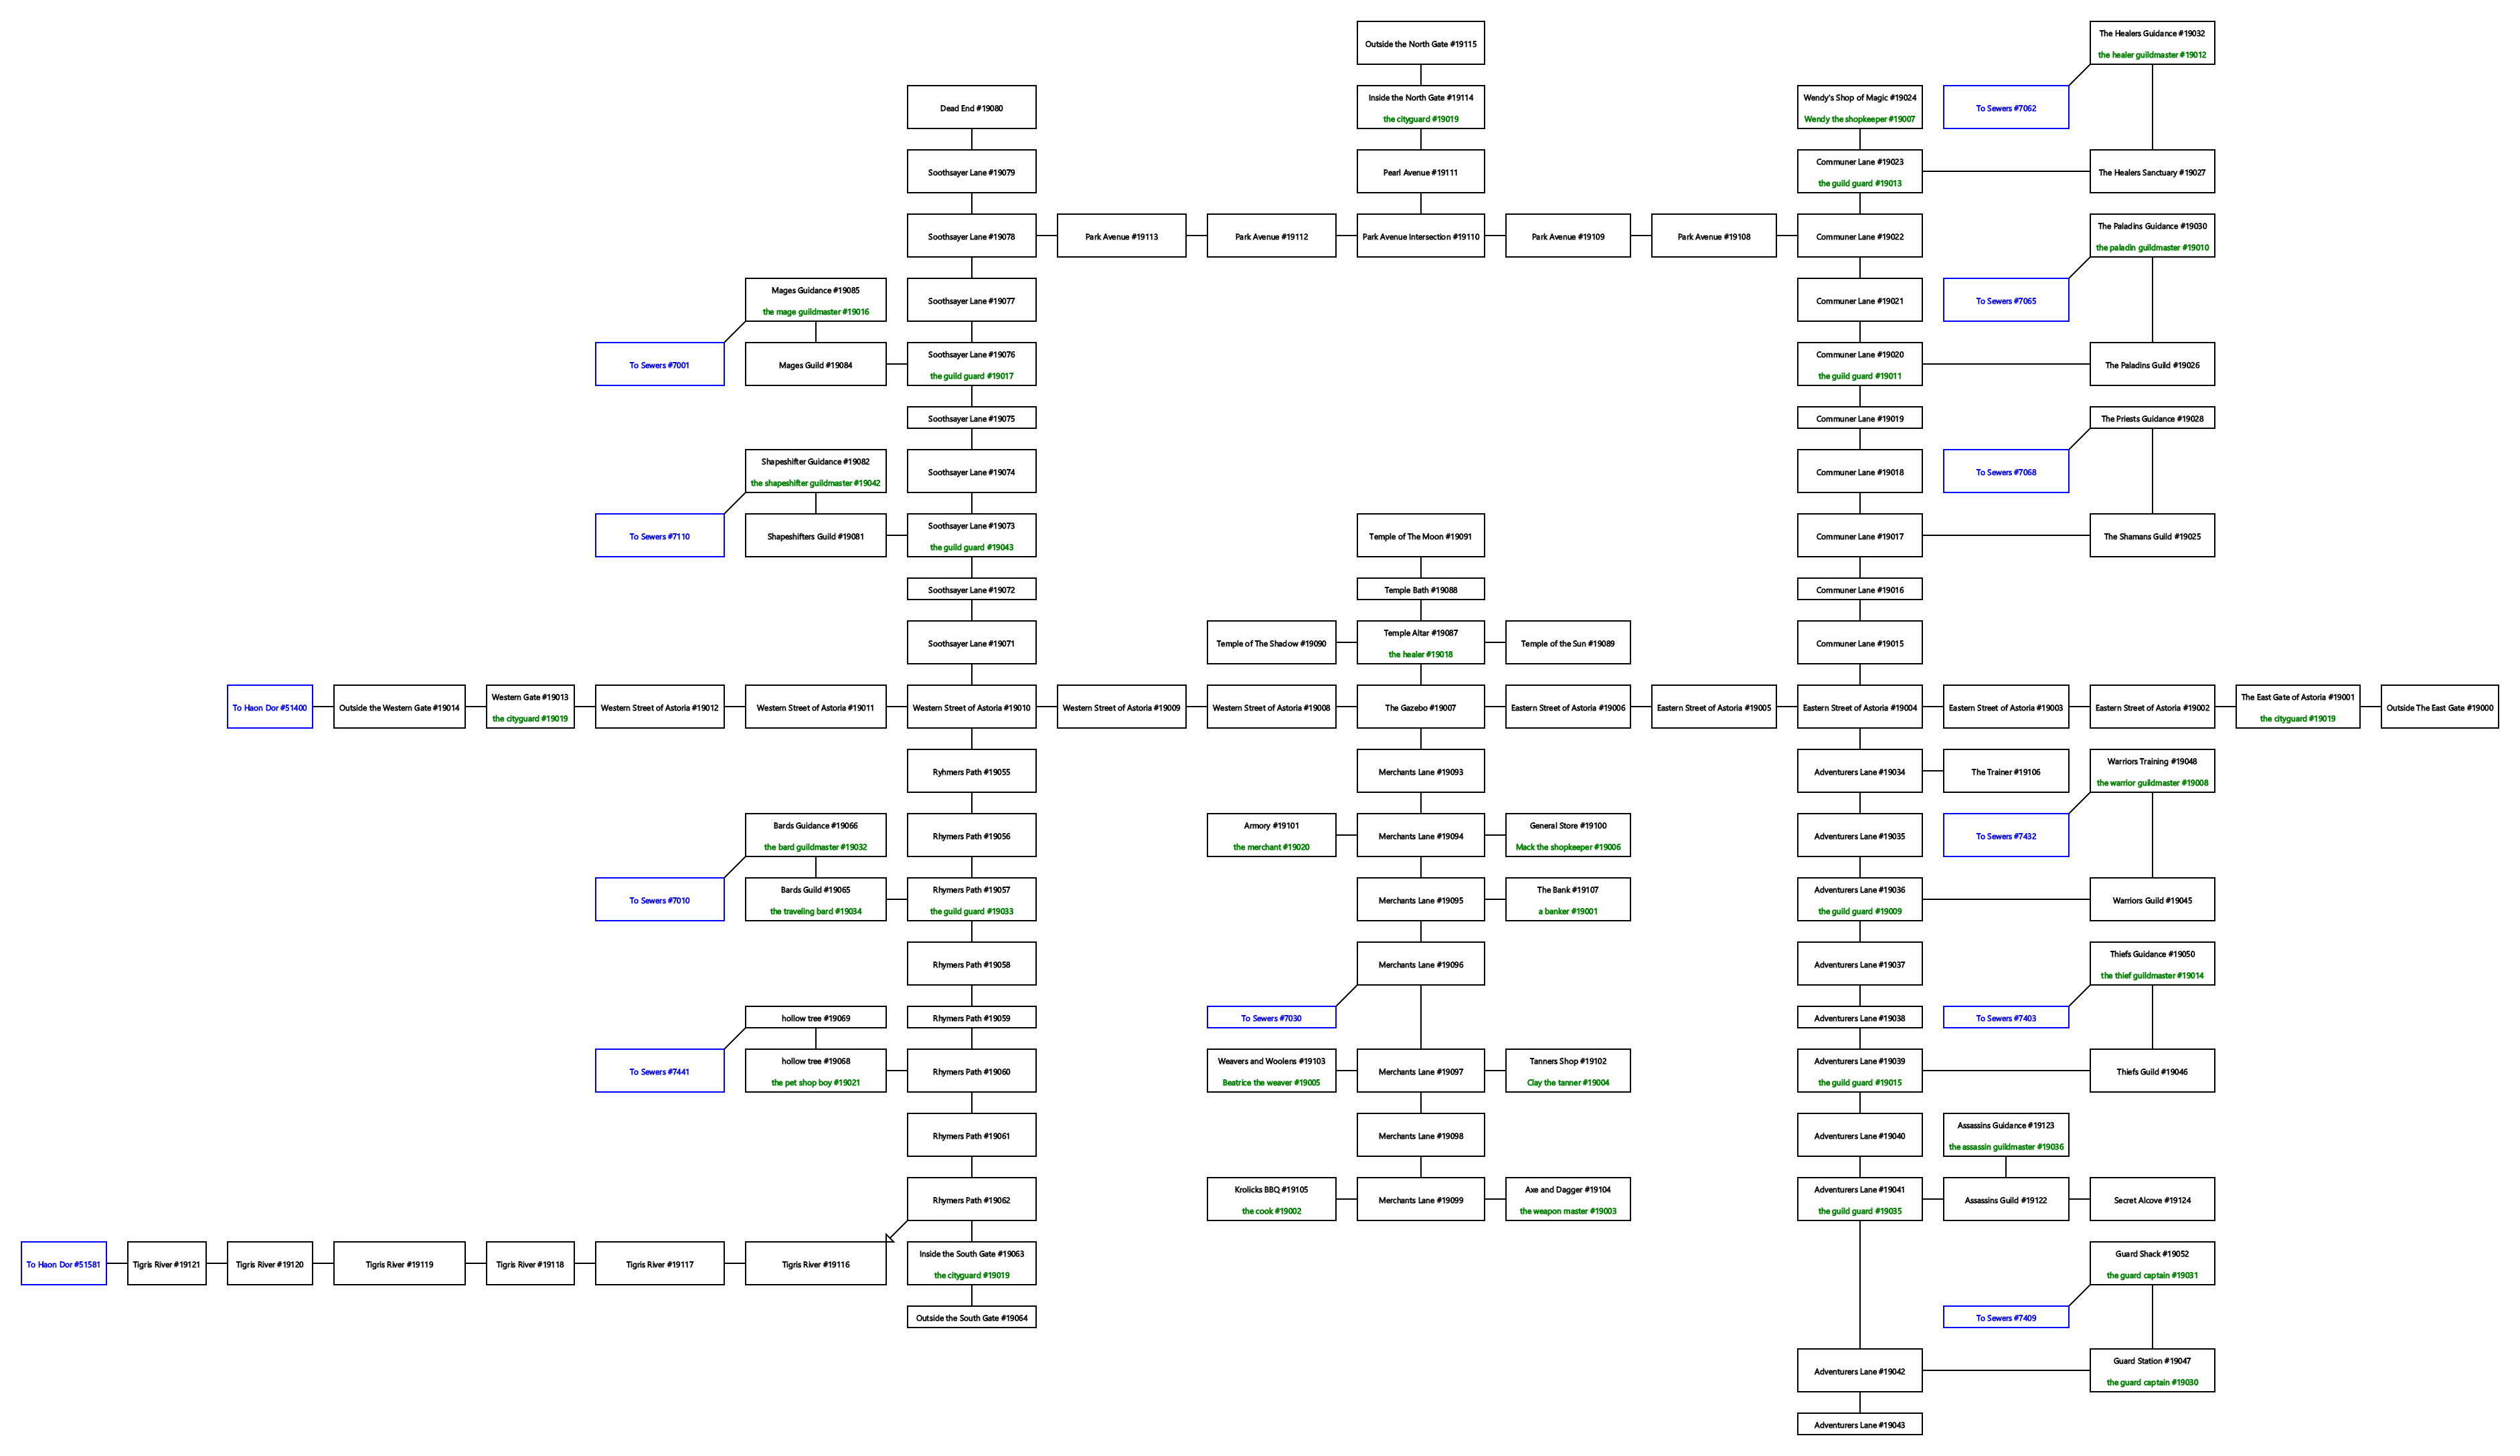 Outside the North Gate #19115
The Healers Guidance #19032
the healer guildmaster #19012
Dead End #19080
Inside the North Gate #19114
the cityguard #19019
Wendy's Shop of Magic #19024
Wendy the shopkeeper #19007
To Sewers #7062
Soothsayer Lane #19079
Pearl Avenue #19111
Communer Lane #19023
the guild guard #19013
The Healers Sanctuary #19027
Soothsayer Lane #19078
Park Avenue #19113
Park Avenue #19112
Park Avenue Intersection #19110
Park Avenue #19109
Park Avenue #19108
Communer Lane #19022
The Paladins Guidance #19030
the paladin guildmaster #19010
Mages Guidance #19085
the mage guildmaster #19016
Soothsayer Lane #19077
Communer Lane #19021
To Sewers #7065
To Sewers #7001
Mages Guild #19084
Soothsayer Lane #19076
the guild guard #19017
Communer Lane #19020
the guild guard #19011
The Paladins Guild #19026
Soothsayer Lane #19075
Communer Lane #19019
The Priests Guidance #19028
Shapeshifter Guidance #19082
the shapeshifter guildmaster #19042
Soothsayer Lane #19074
Communer Lane #19018
To Sewers #7068
To Sewers #7110
Shapeshifters Guild #19081
Soothsayer Lane #19073
the guild guard #19043
Temple of The Moon #19091
Communer Lane #19017
The Shamans Guild #19025
Soothsayer Lane #19072
Temple Bath #19088
Communer Lane #19016
Soothsayer Lane #19071
Temple of The Shadow #19090
Temple Altar #19087
the healer #19018
Temple of the Sun #19089
Communer Lane #19015
To Haon Dor #51400
Outside the Western Gate #19014
Western Gate #19013
the cityguard #19019
Western Street of Astoria #19012
Western Street of Astoria #19011
Western Street of Astoria #19010
Western Street of Astoria #19009
Western Street of Astoria #19008
The Gazebo #19007
Eastern Street of Astoria #19006
Eastern Street of Astoria #19005
Eastern Street of Astoria #19004
Eastern Street of Astoria #19003
Eastern Street of Astoria #19002
The East Gate of Astoria #19001
the cityguard #19019
Outside The East Gate #19000
Ryhmers Path #19055
Merchants Lane #19093
Adventurers Lane #19034
The Trainer #19106
Warriors Training #19048
the warrior guildmaster #19008
Bards Guidance #19066
the bard guildmaster #19032
Rhymers Path #19056
Armory #19101
the merchant #19020
Merchants Lane #19094
General Store #19100
Mack the shopkeeper #19006
Adventurers Lane #19035
To Sewers #7432
To Sewers #7010
Bards Guild #19065
the traveling bard #19034
Rhymers Path #19057
the guild guard #19033
Merchants Lane #19095
The Bank #19107
a banker #19001
Adventurers Lane #19036
the guild guard #19009
Warriors Guild #19045
Rhymers Path #19058
Merchants Lane #19096
Adventurers Lane #19037
Thiefs Guidance #19050
the thief guildmaster #19014
hollow tree #19069
Rhymers Path #19059
To Sewers #7030
Adventurers Lane #19038
To Sewers #7403
To Sewers #7441
hollow tree #19068
the pet shop boy #19021
Rhymers Path #19060
Weavers and Woolens #19103
Beatrice the weaver #19005
Merchants Lane #19097
Tanners Shop #19102
Clay the tanner #19004
Adventurers Lane #19039
the guild guard #19015
Thiefs Guild #19046
Rhymers Path #19061
Merchants Lane #19098
Adventurers Lane #19040
Assassins Guidance #19123
the assassin guildmaster #19036
Rhymers Path #19062
Krolicks BBQ #19105
the cook #19002
Merchants Lane #19099
Axe and Dagger #19104
the weapon master #19003
Adventurers Lane #19041
the guild guard #19035
Assassins Guild #19122
Secret Alcove #19124
To Haon Dor #51581
Tigris River #19121
Tigris River #19120
Tigris River #19119
Tigris River #19118
Tigris River #19117
Tigris River #19116
Inside the South Gate #19063
the cityguard #19019
Guard Shack #19052
the guard captain #19031
Outside the South Gate #19064
To Sewers #7409
Adventurers Lane #19042
Guard Station #19047
the guard captain #19030
Adventurers Lane #19043